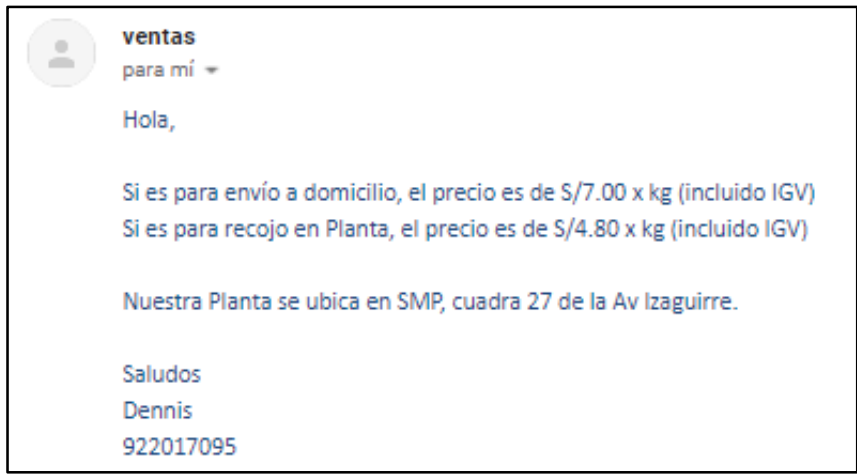 ventas
para mí
Hola,
Si es para envío a domicilio, el precio es de S/7.00 x kg (incluido IGV)
Si es para recojo en Planta, el precio es de S/4.80 x kg (incluido IGV)
Nuestra Planta se ubica en SMP, cuadra 27 de la Av Izaguirre.
Saludos
Dennis
922017095